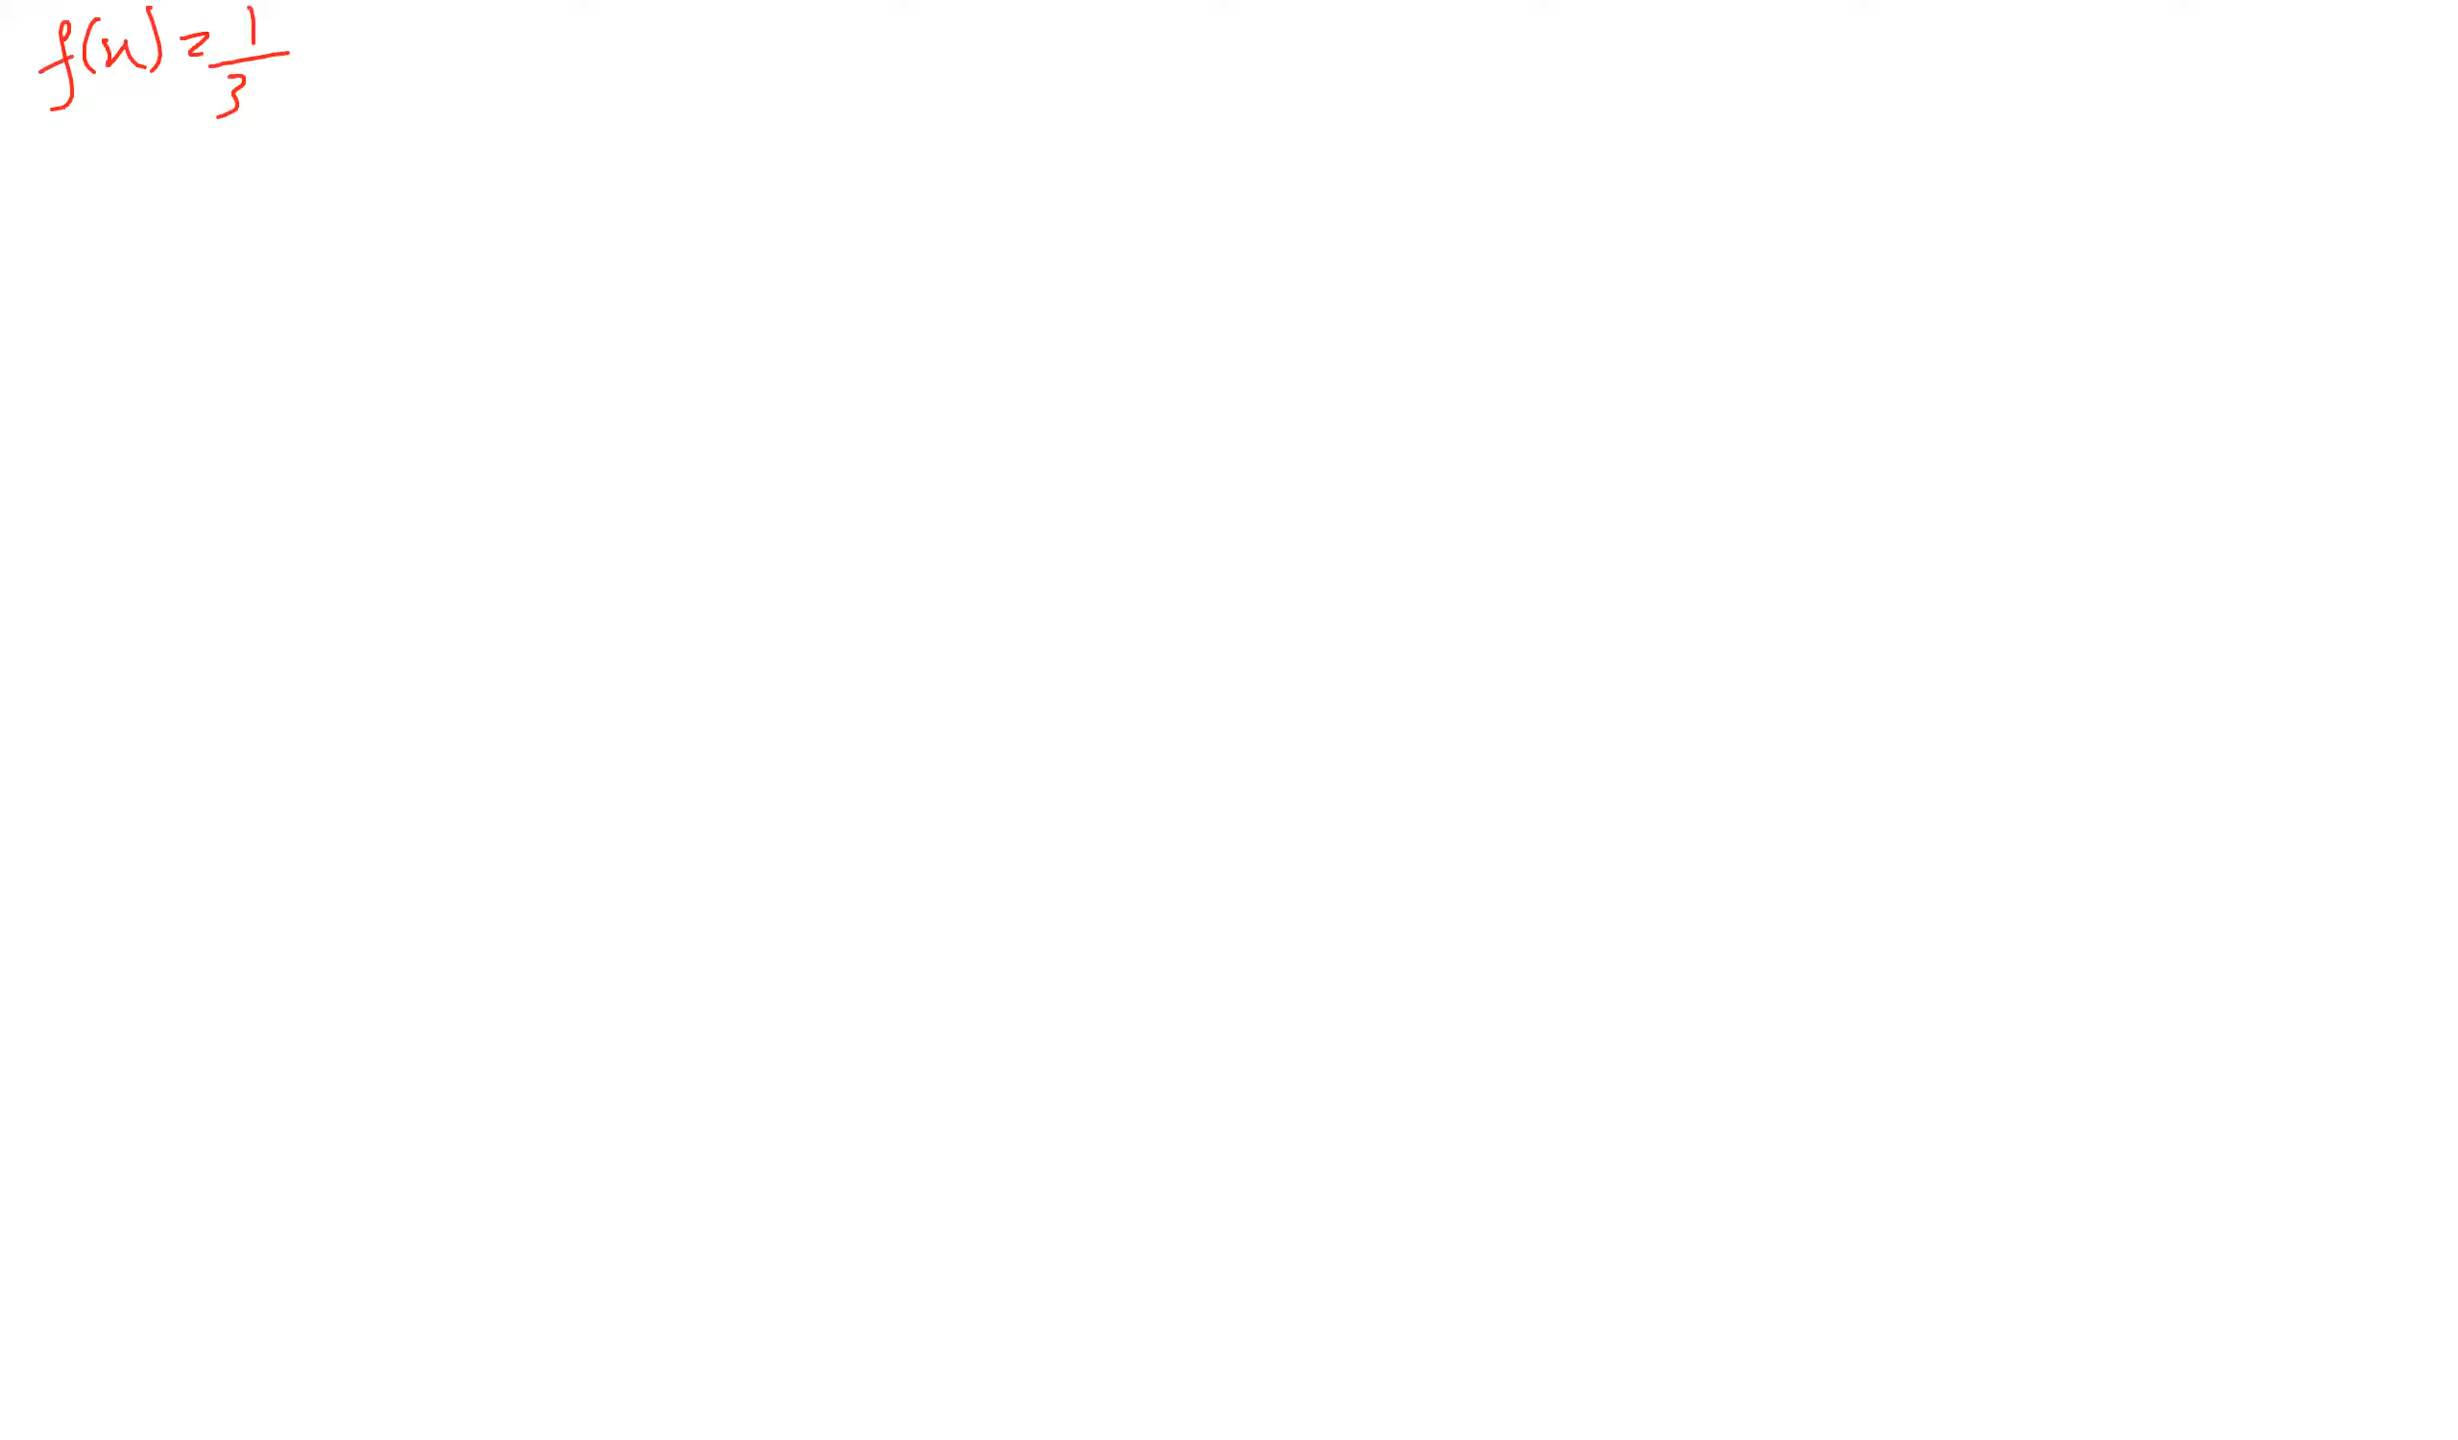 f(x) = 1/3